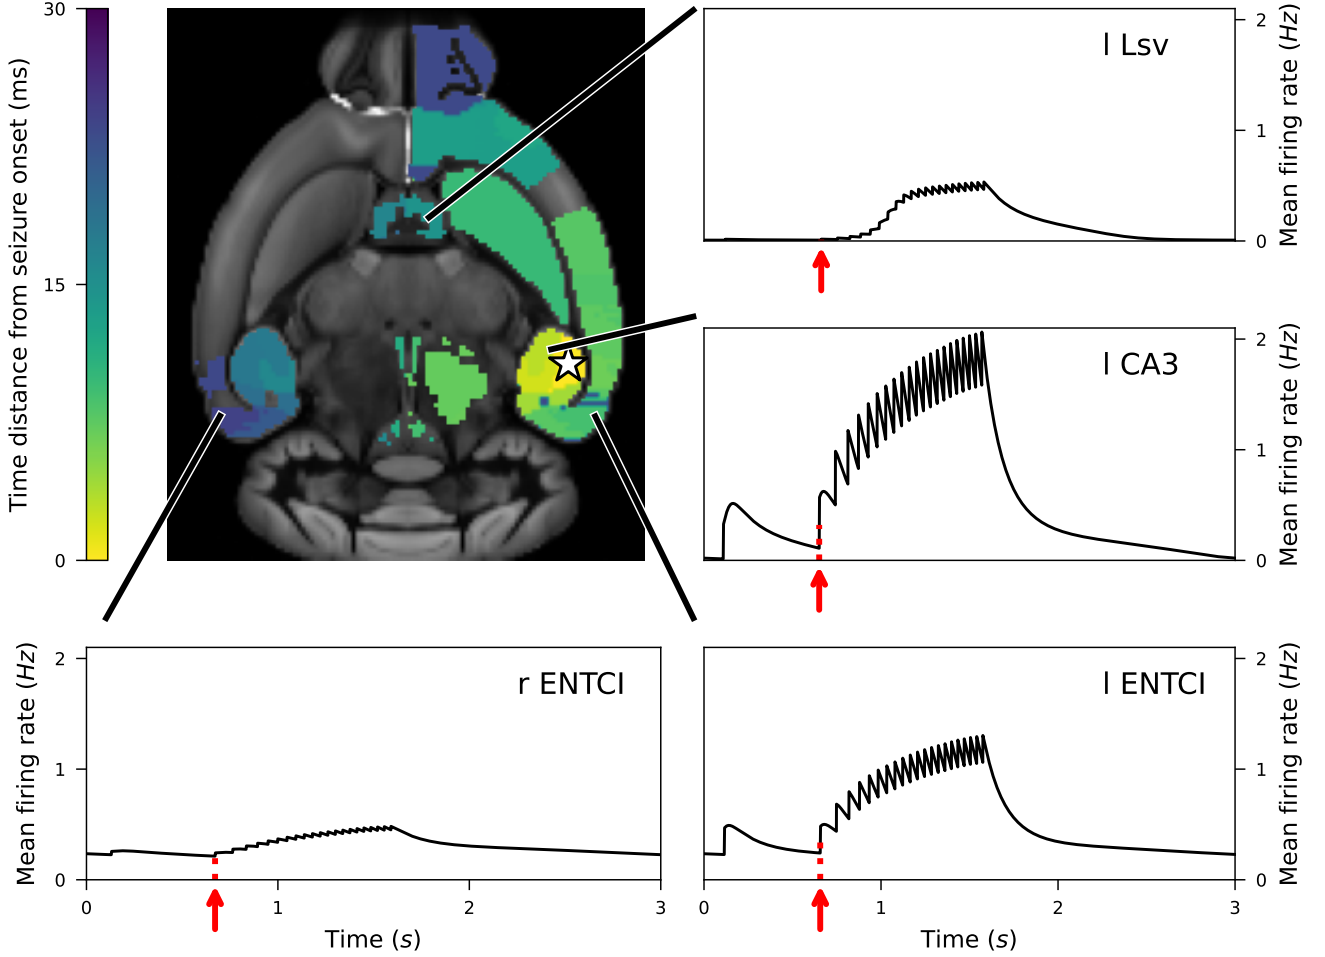 30
15
0
Time distance from seizure onset (ms)
l Lsv
2
1
0
Mean firing rate (Hz)
l CA3
2
1
0
Mean firing rate (Hz)
r ENTCI
Mean firing rate (Hz)
2
1
0
0 1 2 3
Time (s)
l ENTCI
2
1
0
Mean firing rate (Hz)
0 1 2 3
Time (s)